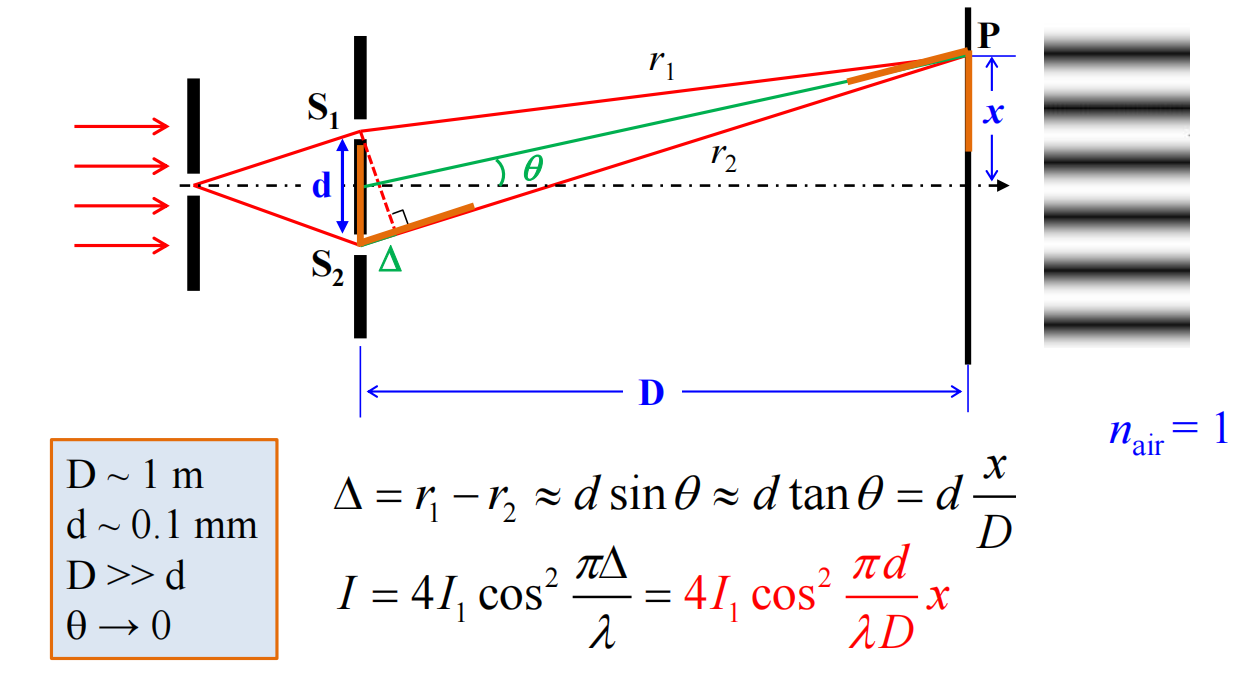 P
r₁
S₁
x
r₂
d
θ
S₂
Δ
D
n_air = 1
D ~ 1 m
d ~ 0.1 mm
D >> d
θ → 0
Δ = r₁ − r₂ ≈ d sin θ ≈ d tan θ = d x/D
I = 4I₁ cos² πΔ/λ = 4I₁ cos² πd/λD x